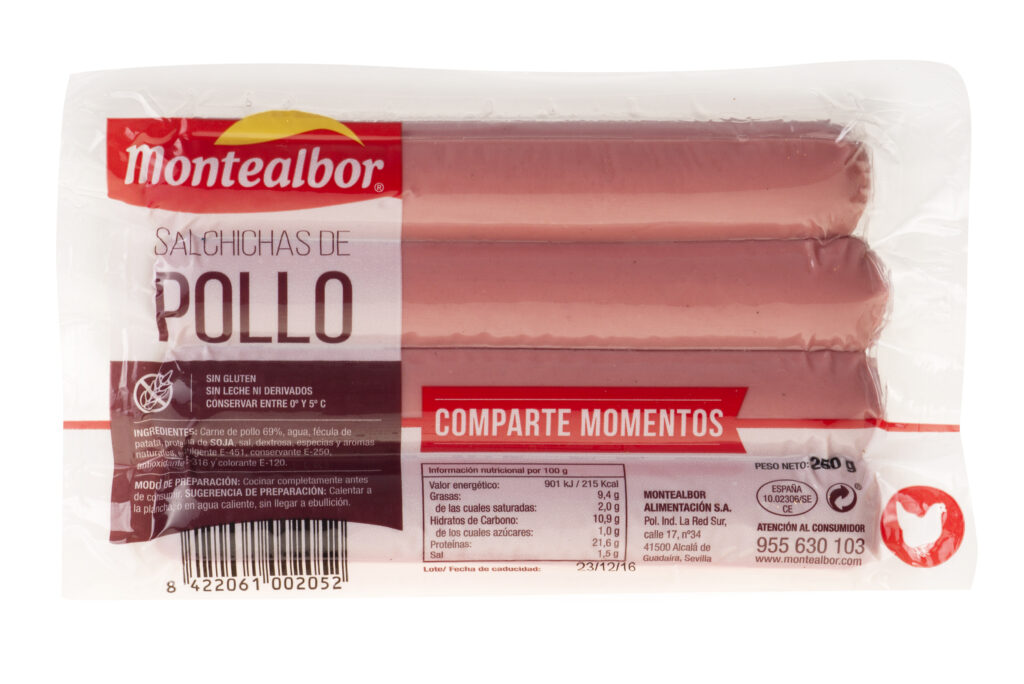 Montealbor®
SALCHICHAS DE
POLLO
SIN GLUTEN
SIN LECHE NI DERIVADOS
CONSERVAR ENTRE 0º Y 5º C
INGREDIENTES: Carne de pollo 69%, agua, fécula de
patata, de SOJA, sal, dextrosa, especias y aromas
naturales, E-451, conservante E-250,
antioxidante E-316 y colorante E-120.
MODO DE PREPARACIÓN: Cocinar completamente antes
de consumir. SUGERENCIA DE PREPARACIÓN: Calentar a
la plancha, o en agua caliente, sin llegar a ebullición.
8 422061 002052
COMPARTE MOMENTOS
Información nutricional por 100 g
Valor energético: 901 kJ / 215 Kcal
Grasas: 9,4 g
de las cuales saturadas: 2,0 g
Hidratos de Carbono: 10,9 g
de los cuales azúcares: 1,0 g
Proteínas: 21,6 g
Sal 1,5 g
Lote/ Fecha de caducidad: 23/12/16
MONTEALBOR
ALIMENTACIÓN S.A.
Pol. Ind. La Red Sur,
calle 17, nº34
41500 Alcalá de
Guadaira, Sevilla
PESO NETO: 260 g
ESPAÑA
10.02306/SE
CE
®
ATENCIÓN AL CONSUMIDOR
955 630 103
www.montealbor.com